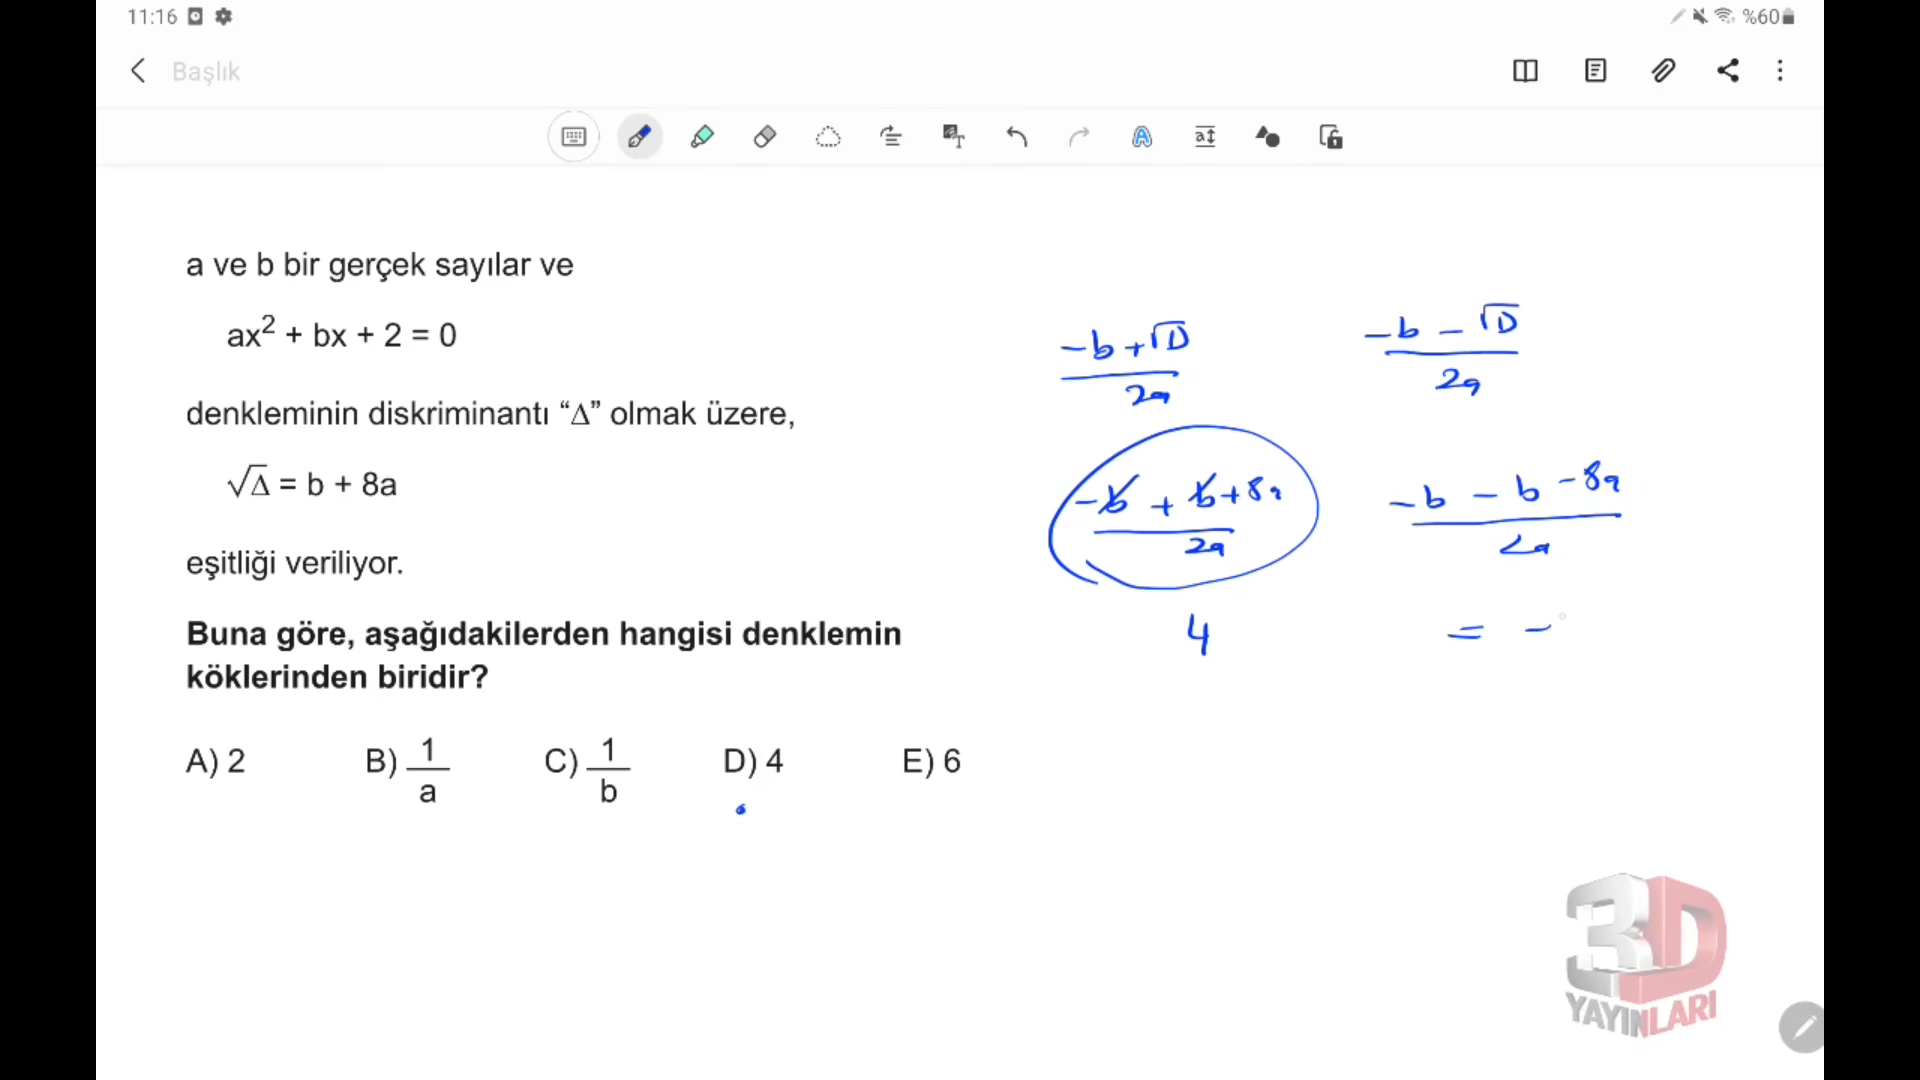 11:16
%60
Başlık
a ve b bir gerçek sayılar ve
ax² + bx + 2 = 0
denkleminin diskriminantı “Δ” olmak üzere,
√Δ = b + 8a
eşitliği veriliyor.
Buna göre, aşağıdakilerden hangisi denklemin
köklerinden biridir?
A) 2 B) 1/a C) 1/b D) 4 E) 6
-b + √D / 2a
-b - √D / 2a
-b + b + 8a / 2a
-b - b - 8a / 2a
4
= -
3D
YAYINLARI